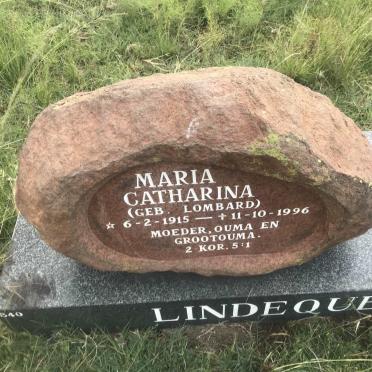 MARIA
CATHARINA
(GEB. LOMBARD)
☆ 6-2-1915 — ✝11-10-1996
MOEDER, OUMA EN
GROOTOUMA.
2 KOR. 5:1
LINDEQUE